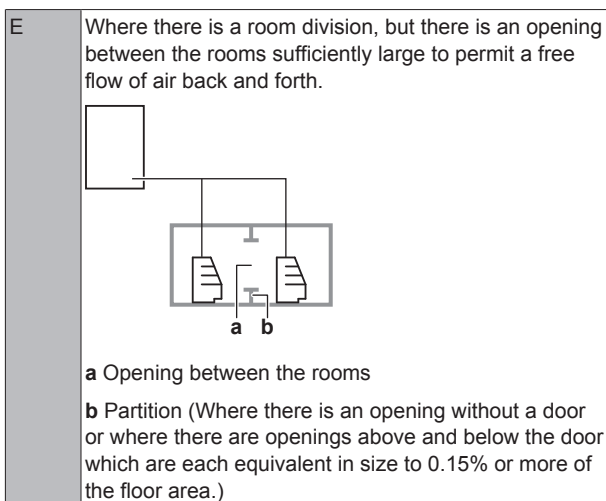 E
Where there is a room division, but there is an opening
between the rooms sufficiently large to permit a free
flow of air back and forth.
a b
a Opening between the rooms
b Partition (Where there is an opening without a door
or where there are openings above and below the door
which are each equivalent in size to 0.15% or more of
the floor area.)